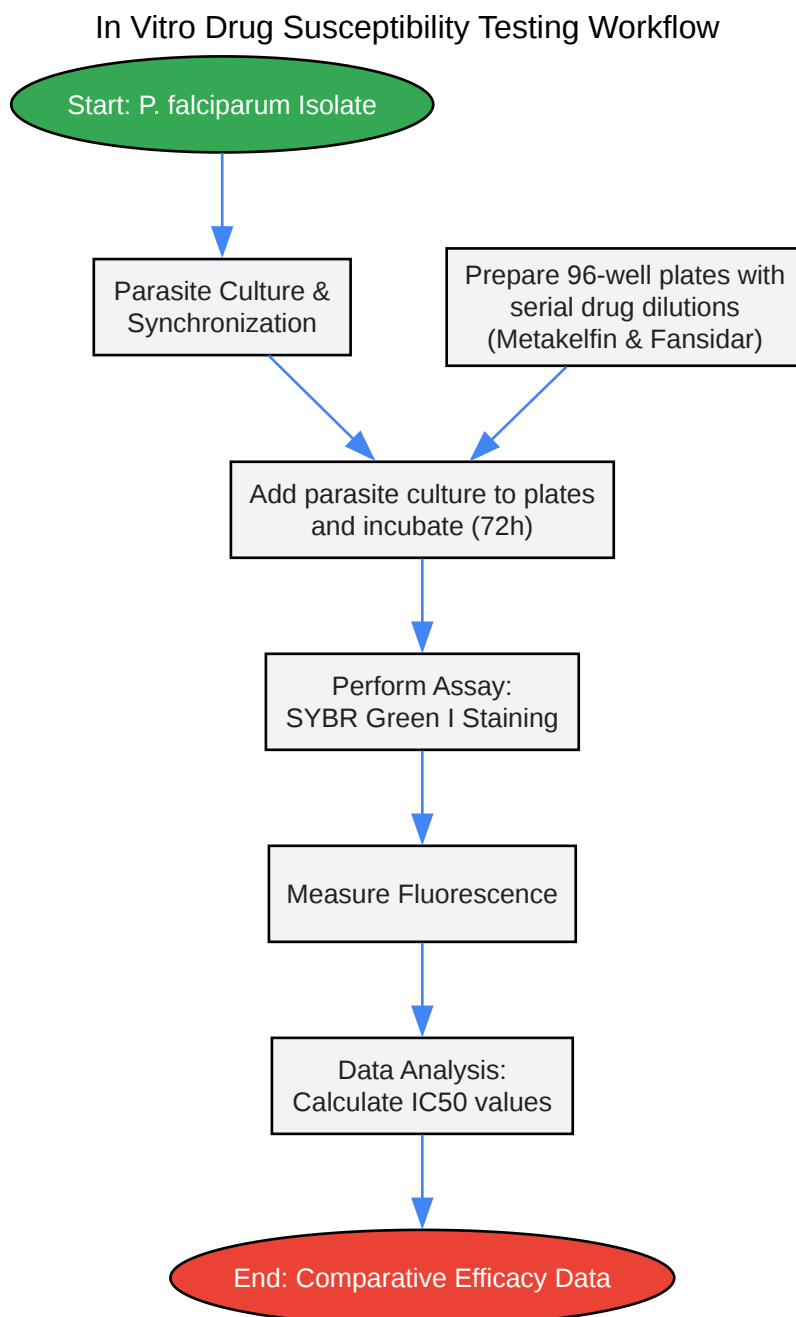 In Vitro Drug Susceptibility Testing Workflow
Start: P. falciparum Isolate
Parasite Culture &
Synchronization
Prepare 96-well plates with
serial drug dilutions
(Metakelfin & Fansidar)
Add parasite culture to plates
and incubate (72h)
Perform Assay:
SYBR Green I Staining
Measure Fluorescence
Data Analysis:
Calculate IC50 values
End: Comparative Efficacy Data